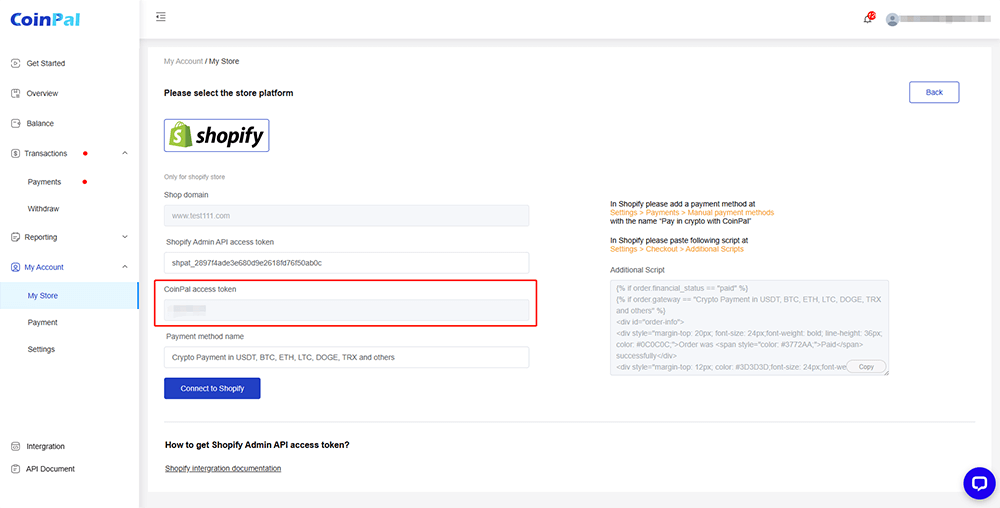 CoinPal
12
Get Started
Overview
Balance
Transactions
Payments
Withdraw
Reporting
My Account
My Store
Payment
Settings
Intergration
API Document
My Account / My Store
Please select the store platform
Back
shopify
Only for shopify store
Shop domain
www.test111.com
Shopify Admin API access token
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
CoinPal access token
Payment method name
Crypto Payment in USDT, BTC, ETH, LTC, DOGE, TRX and others
Connect to Shopify
In Shopify please add a payment method at
Settings > Payments > Manual payment methods
with the name "Pay in crypto with CoinPal"
In Shopify please paste following script at
Settings > Checkout > Additional Scripts
Additional Script
{% if order.financial_status == "paid" %}
{% if order.gateway == "Crypto Payment in USDT, BTC, ETH, LTC, DOGE, TRX
and others" %}
<div id="order-info">
<div style="margin-top: 20px; font-size: 24px;font-weight: bold; line-height: 36px;
color: #0C0C0C;">Order was <span style="color: #3772AA;">Paid</span>
successfully</div>
<div style="margin-top: 12px; color: #3D3D3D;font-size: 24px;font-we
Copy
How to get Shopify Admin API access token?
Shopify intergration documentation